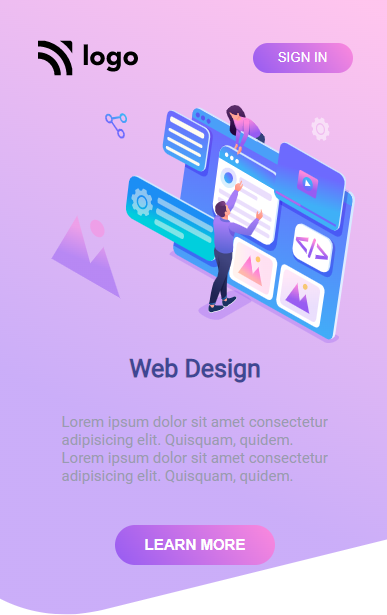 logo
SIGN IN
</>
Web Design
Lorem ipsum dolor sit amet consectetur
adipisicing elit. Quisquam, quidem.
Lorem ipsum dolor sit amet consectetur
adipisicing elit. Quisquam, quidem.
LEARN MORE